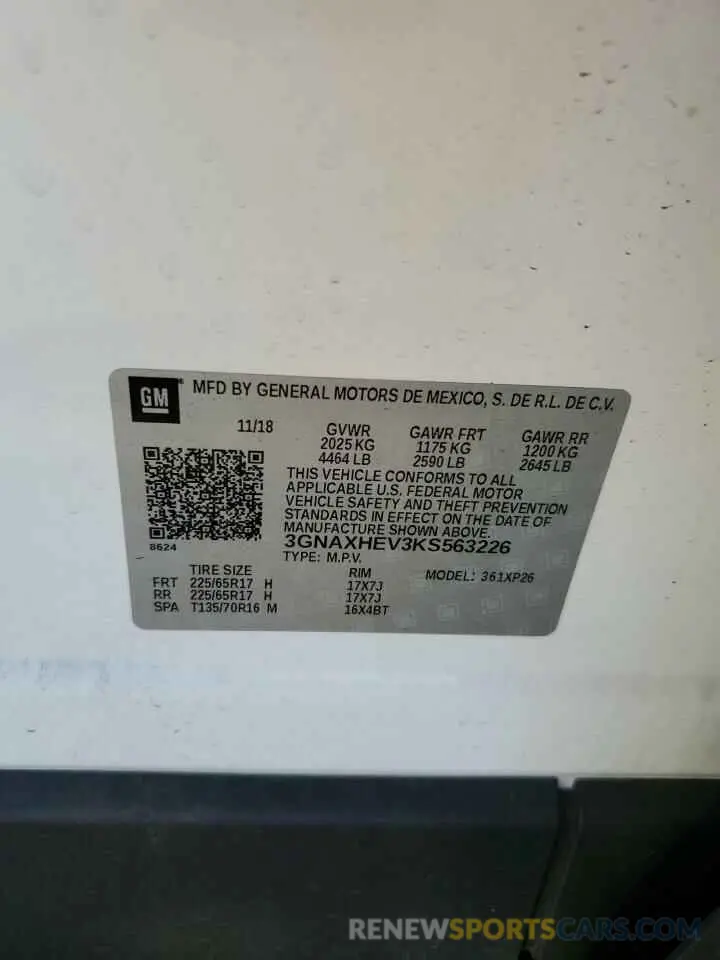 GM MFD BY GENERAL MOTORS DE MEXICO, S. DE R.L. DE C.V.
11/18 GVWR GAWR FRT GAWR RR
2025 KG 1175 KG 1200 KG
4464 LB 2590 LB 2645 LB
THIS VEHICLE CONFORMS TO ALL
APPLICABLE U.S. FEDERAL MOTOR
VEHICLE SAFETY AND THEFT PREVENTION
STANDARDS IN EFFECT ON THE DATE OF
MANUFACTURE SHOWN ABOVE.
8624 3GNAXHEV3KS563226
TYPE: M.P.V.
TIRE SIZE RIM MODEL: 361XP26
FRT 225/65R17 H 17X7J
RR 225/65R17 H 17X7J
SPA T135/70R16 M 16X4BT
RENEWSPORTSCARS.COM